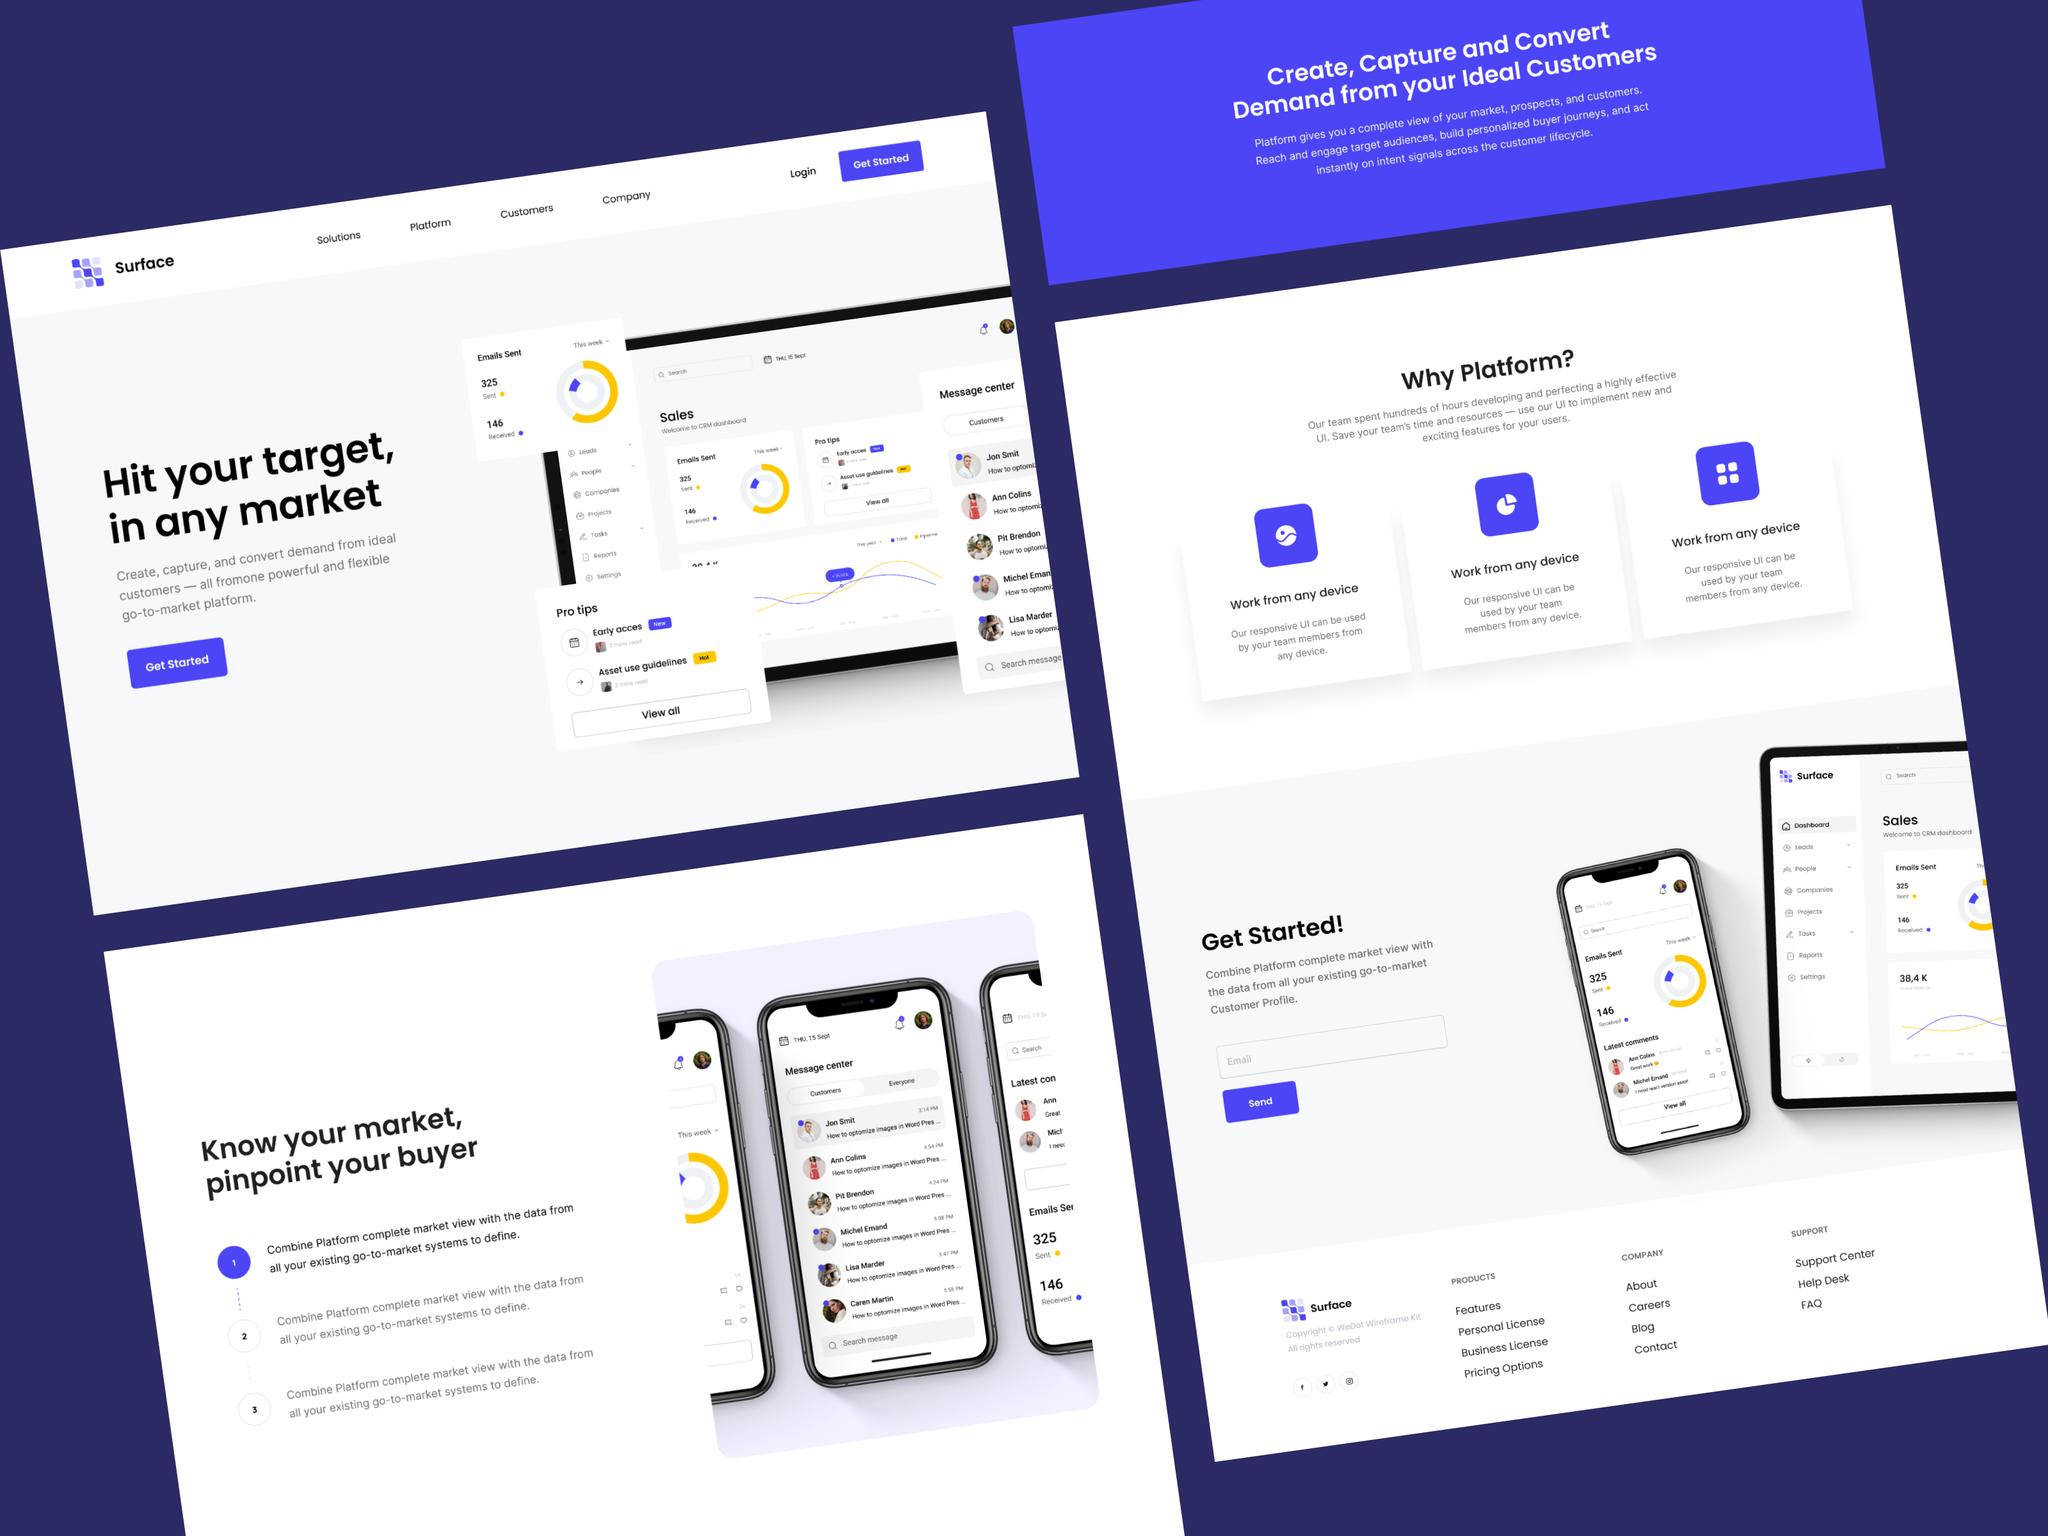 Surface
Solutions
Platform
Customers
Company
Login
Get Started
Hit your target,
in any market
Create, capture, and convert demand from ideal
customers — all fromone powerful and flexible
go-to-market platform.
Get Started
Emails Sent
This week
325
Sent
146
Received
Search
THU, 15 Sept
Sales
Welcome to CRM dashboard
Leads
People
Companies
Projects
Tasks
Reports
Settings
Emails Sent
This week
325
Sent
146
Received
Pro tips
Early acces
New
Asset use guidelines
Hot
View all
This year
Total
Pipeline
Message center
Customers
Jon Smit
How to optomi
Ann Colins
How to optomi
Pit Brendon
How to optomi
Michel Eman
How to optomi
Lisa Marder
How to optomi
Search message
Pro tips
Early acces
New
3 mins read
Asset use guidelines
Hot
2 mins read
View all
Know your market,
pinpoint your buyer
1
Combine Platform complete market view with the data from
all your existing go-to-market systems to define.
2
Combine Platform complete market view with the data from
all your existing go-to-market systems to define.
3
Combine Platform complete market view with the data from
all your existing go-to-market systems to define.
This week
THU, 15 Sept
Message center
Customers
Everyone
Jon Smit
3:14 PM
How to optomize images in Word Pres ...
Ann Colins
4:54 PM
How to optomize images in Word Pres ...
Pit Brendon
4:24 PM
How to optomize images in Word Pres ...
Michel Emand
5:08 PM
How to optomize images in Word Pres ...
Lisa Marder
5:47 PM
How to optomize images in Word Pres ...
Caren Martin
5:55 PM
How to optomize images in Word Pres ...
Search message
THU, 15 Se
Search
Latest con
Ann
Great
Mich
I need
Emails Ser
325
Sent
146
Received
Create, Capture and Convert
Demand from your Ideal Customers
Platform gives you a complete view of your market, prospects, and customers.
Reach and engage target audiences, build personalized buyer journeys, and act
instantly on intent signals across the customer lifecycle.
Why Platform?
Our team spent hundreds of hours developing and perfecting a highly effective
UI. Save your team's time and resources — use our UI to implement new and
exciting features for your users.
Work from any device
Our responsive UI can be used
by your team members from
any device.
Work from any device
Our responsive UI can be
used by your team
members from any device.
Work from any device
Our responsive UI can be
used by your team
members from any device.
Get Started!
Combine Platform complete market view with
the data from all your existing go-to-market
Customer Profile.
Email
Send
THU, 15 Sept
Search
Emails Sent
This week
325
Sent
146
Received
Latest comments
Ann Colins
Great work
Michel Emand
I need react version asap!
View all
Surface
Search
Dashboard
Leads
People
Companies
Projects
Tasks
Reports
Settings
Sales
Welcome to CRM dashboard
Emails Sent
Thi
325
Sent
146
Received
38,4 K
Surface
Copyright © WeDot Wireframe Kit
All rights reserved
PRODUCTS
Features
Personal License
Business License
Pricing Options
COMPANY
About
Careers
Blog
Contact
SUPPORT
Support Center
Help Desk
FAQ